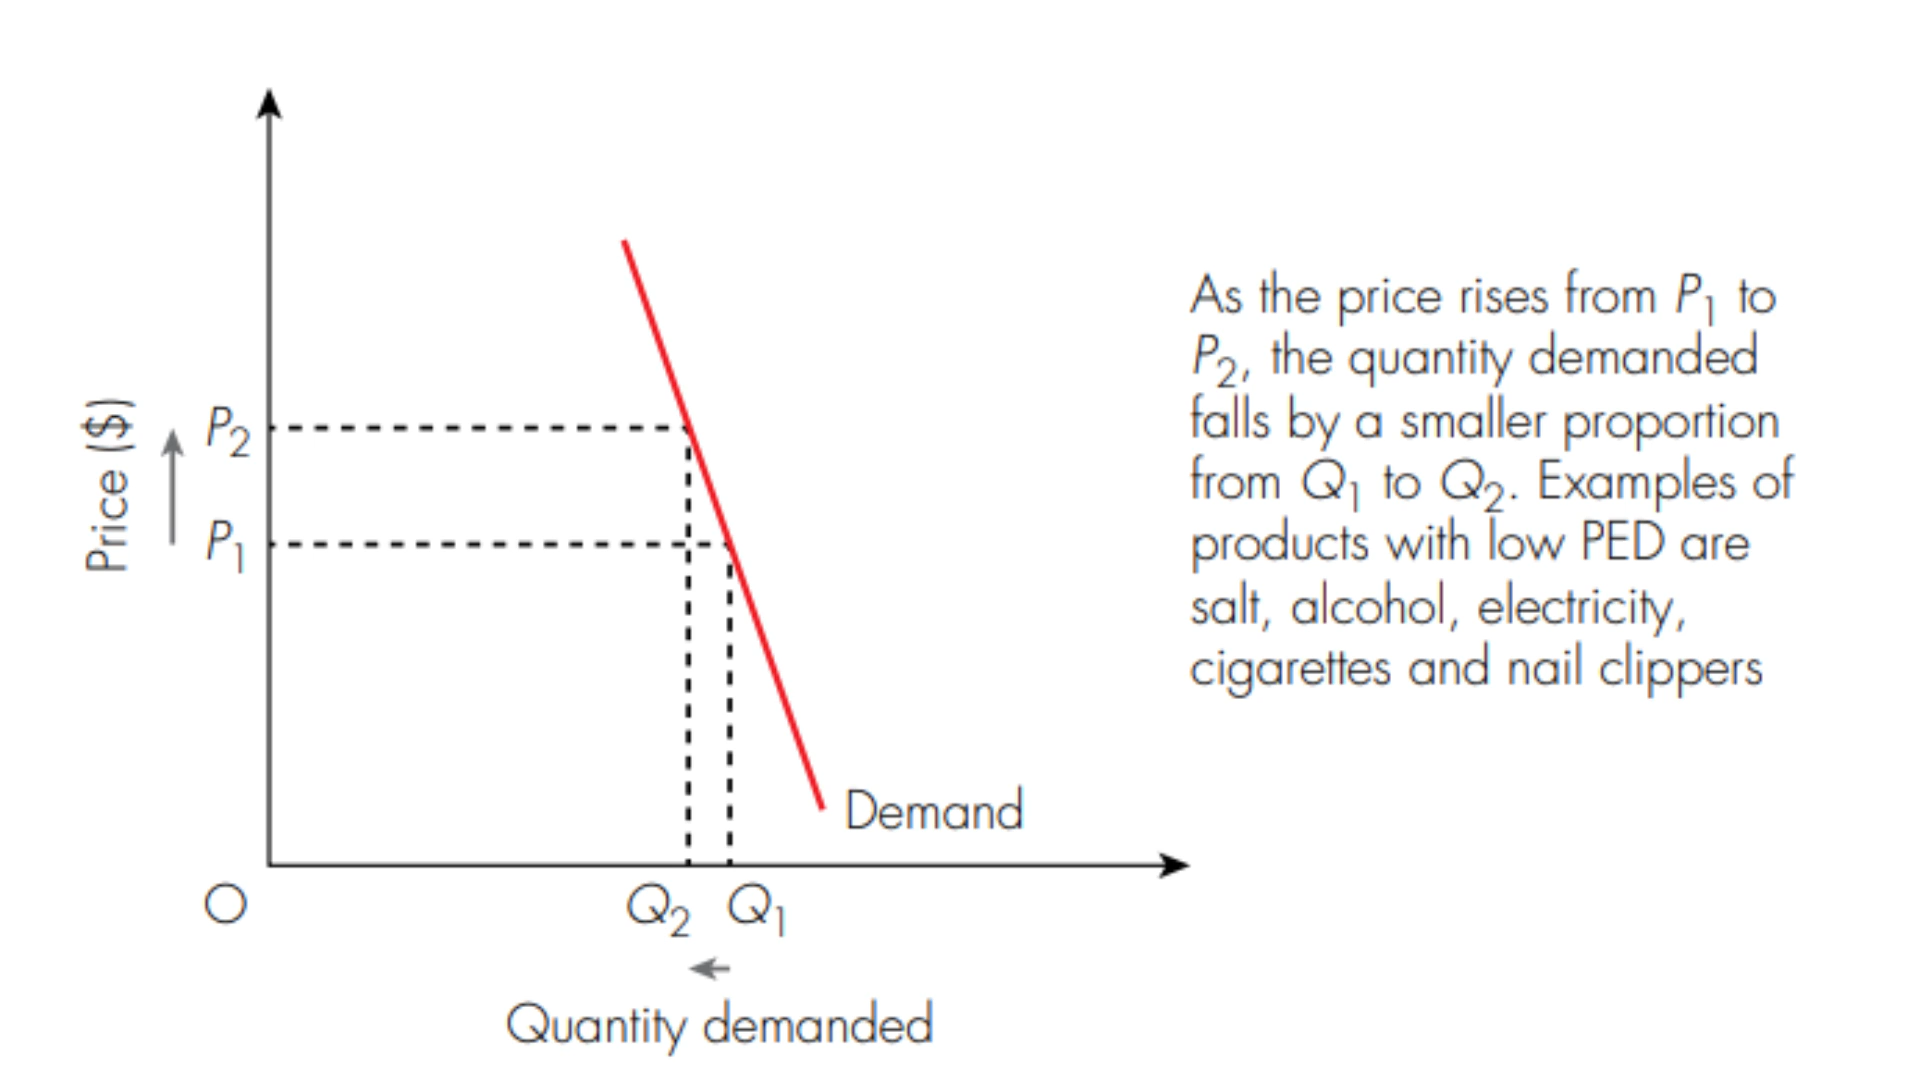 Price ($)
P2
P1
O
Q2 Q1
Quantity demanded
Demand
As the price rises from P1 to
P2, the quantity demanded
falls by a smaller proportion
from Q1 to Q2. Examples of
products with low PED are
salt, alcohol, electricity,
cigarettes and nail clippers